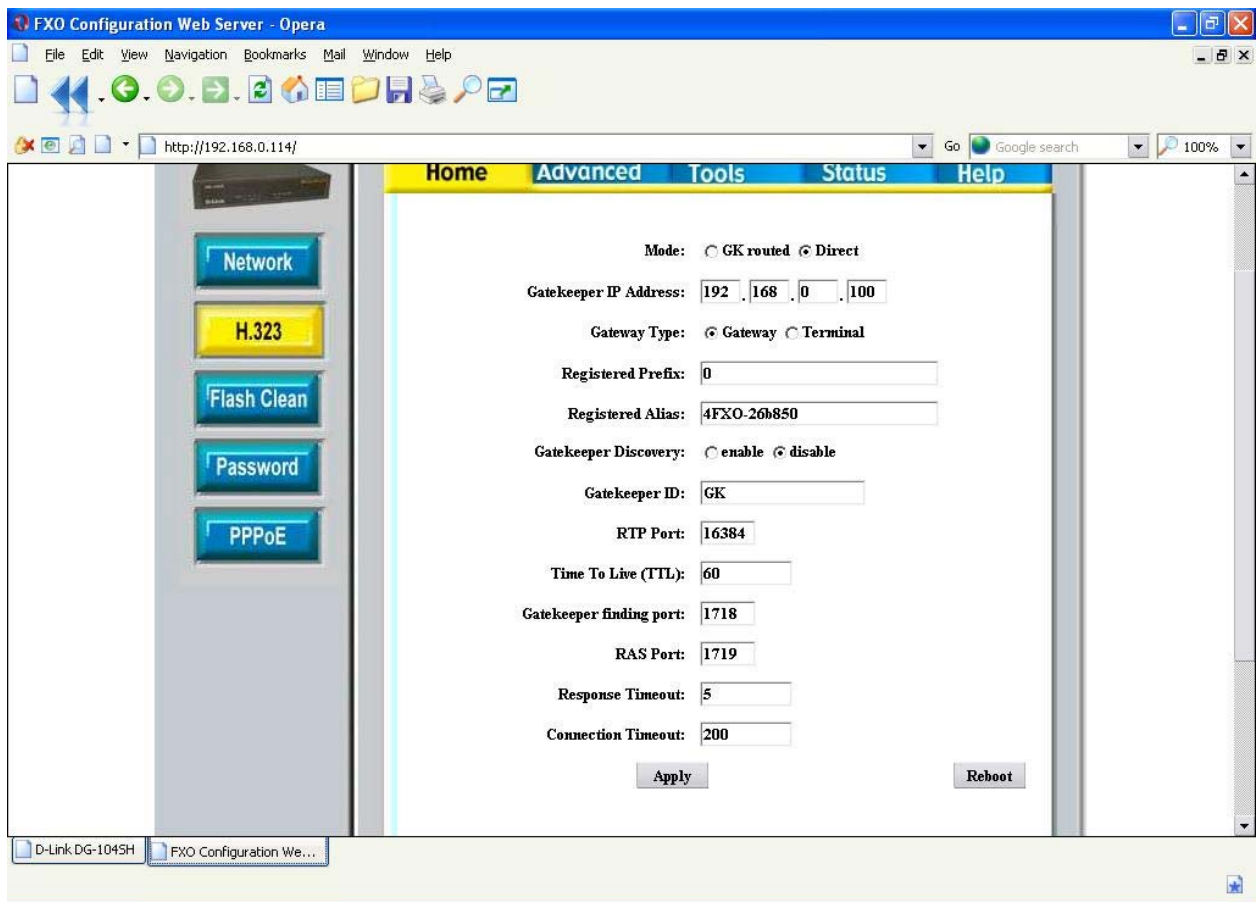 FXO Configuration Web Server - Opera
File Edit View Navigation Bookmarks Mail Window Help
http://192.168.0.114/ Go Google search 100%
Home Advanced Tools Status Help
D-Link
Network
H.323
Flash Clean
Password
PPPoE
Mode: GK routed Direct
Gatekeeper IP Address: 192 . 168 . 0 . 100
Gateway Type: Gateway Terminal
Registered Prefix: 0
Registered Alias: 4FXO-26b850
Gatekeeper Discovery: enable disable
Gatekeeper ID: GK
RTP Port: 16384
Time To Live (TTL): 60
Gatekeeper finding port: 1718
RAS Port: 1719
Response Timeout: 5
Connection Timeout: 200
Apply Reboot
D-Link DG-104SH FXO Configuration We...